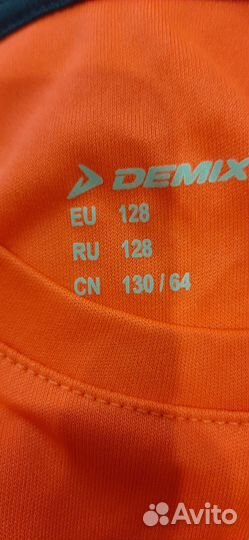 DEMIX
EU 128
RU 128
CN 130 / 64
Avito